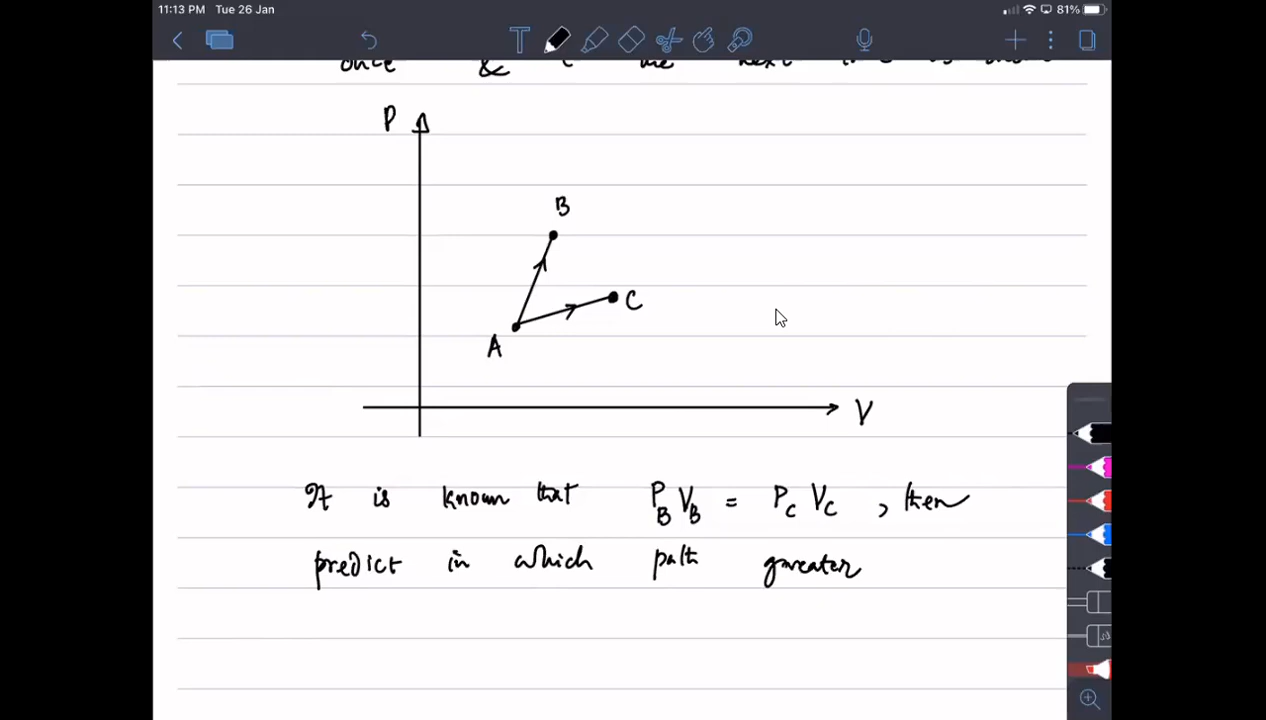 11:13 PM Tue 26 Jan
81%
once &
P
B
C
A
V
It is known that P_B V_B = P_C V_C , then
predict in which path greater